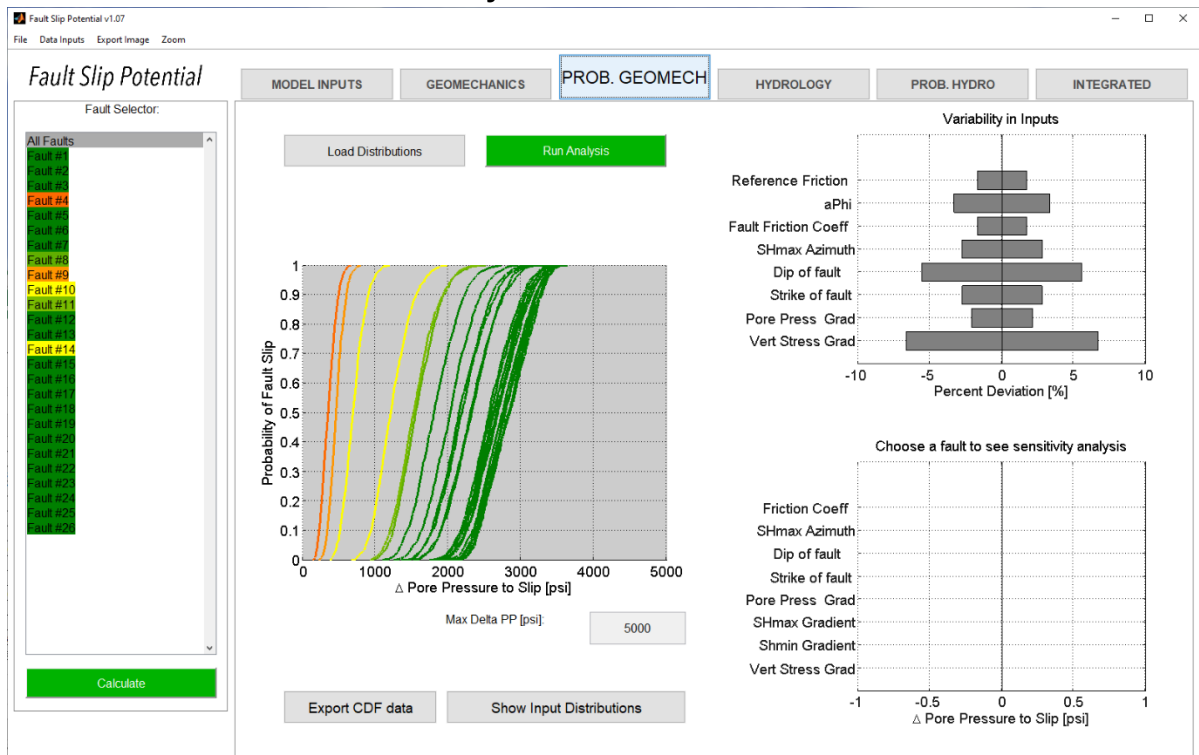 Fault Slip Potential v1.07
File Data Inputs Export Image Zoom
Fault Slip Potential
MODEL INPUTS GEOMECHANICS PROB. GEOMECH HYDROLOGY PROB. HYDRO INTEGRATED
Fault Selector:
All Faults
Fault #1
Fault #2
Fault #3
Fault #4
Fault #5
Fault #6
Fault #7
Fault #8
Fault #9
Fault #10
Fault #11
Fault #12
Fault #13
Fault #14
Fault #15
Fault #16
Fault #17
Fault #18
Fault #19
Fault #20
Fault #21
Fault #22
Fault #23
Fault #24
Fault #25
Fault #26
Calculate
Load Distributions Run Analysis
Probability of Fault Slip
1
0.9
0.8
0.7
0.6
0.5
0.4
0.3
0.2
0.1
0
0 1000 2000 3000 4000 5000
Δ Pore Pressure to Slip [psi]
Max Delta PP [psi]: 5000
Export CDF data Show Input Distributions
Variability in Inputs
Reference Friction
aPhi
Fault Friction Coeff
SHmax Azimuth
Dip of fault
Strike of fault
Pore Press Grad
Vert Stress Grad
-10 -5 0 5 10
Percent Deviation [%]
Choose a fault to see sensitivity analysis
Friction Coeff
SHmax Azimuth
Dip of fault
Strike of fault
Pore Press Grad
SHmax Gradient
Shmin Gradient
Vert Stress Grad
-1 -0.5 0 0.5 1
Δ Pore Pressure to Slip [psi]